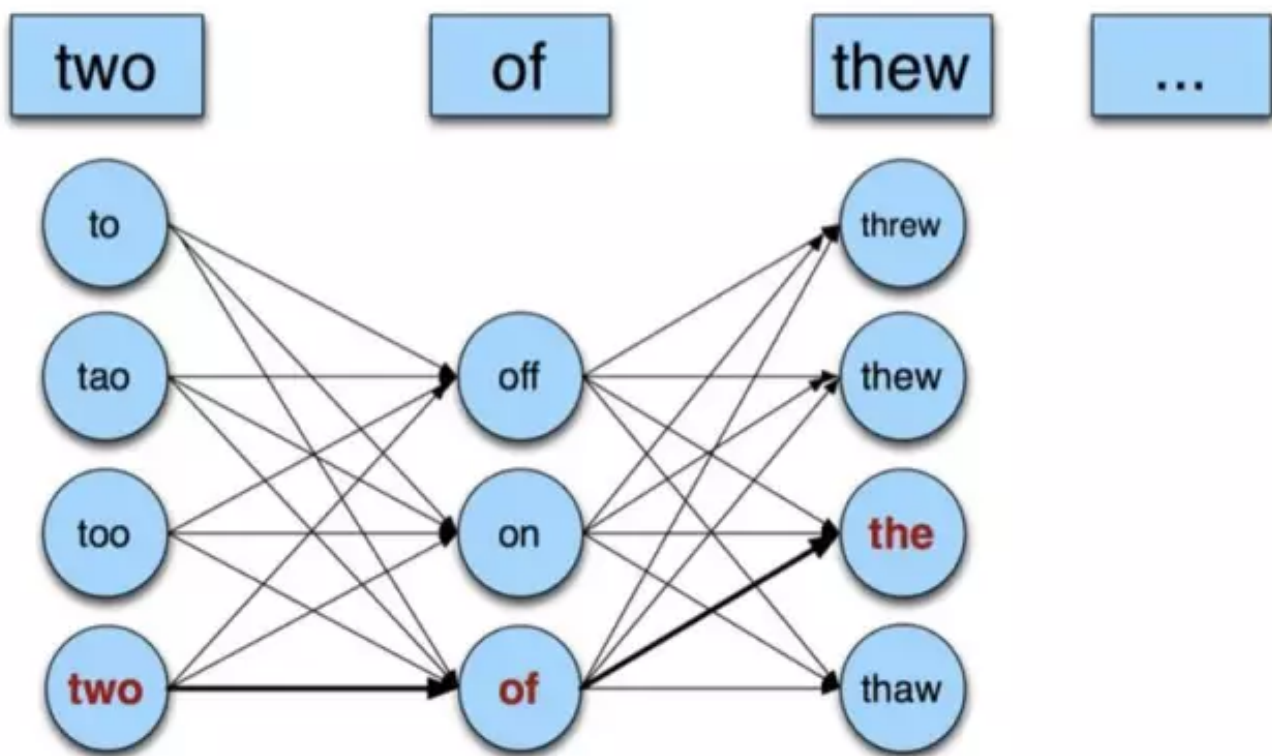 two of thew ...
to threw
tao off thew
too on the
two of thaw